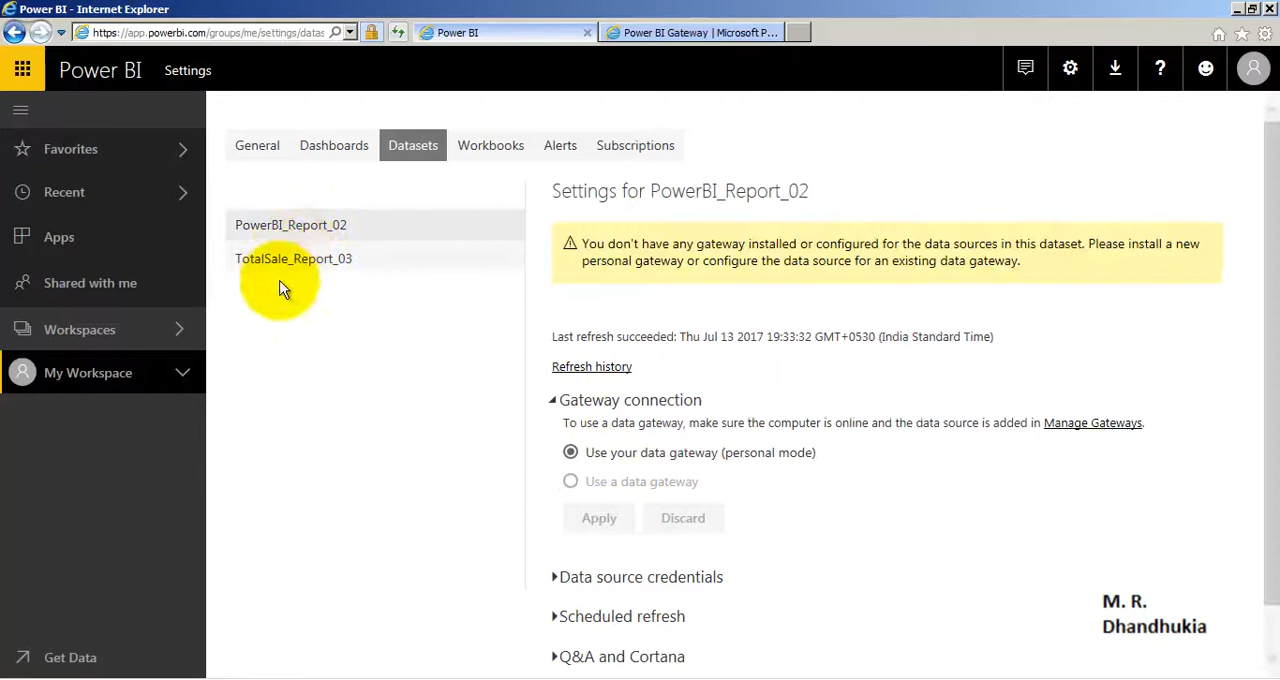 Power BI - Internet Explorer
https://app.powerbi.com/groups/me/settings/datas
Power BI
Power BI Gateway | Microsoft P...
Power BI
Settings
Favorites
Recent
Apps
Shared with me
Workspaces
My Workspace
Get Data
General
Dashboards
Datasets
Workbooks
Alerts
Subscriptions
PowerBI_Report_02
TotalSale_Report_03
Settings for PowerBI_Report_02
You don't have any gateway installed or configured for the data sources in this dataset. Please install a new
personal gateway or configure the data source for an existing data gateway.
Last refresh succeeded: Thu Jul 13 2017 19:33:32 GMT+0530 (India Standard Time)
Refresh history
Gateway connection
To use a data gateway, make sure the computer is online and the data source is added in Manage Gateways.
Use your data gateway (personal mode)
Use a data gateway
Apply
Discard
Data source credentials
Scheduled refresh
Q&A and Cortana
M. R.
Dhandhukia